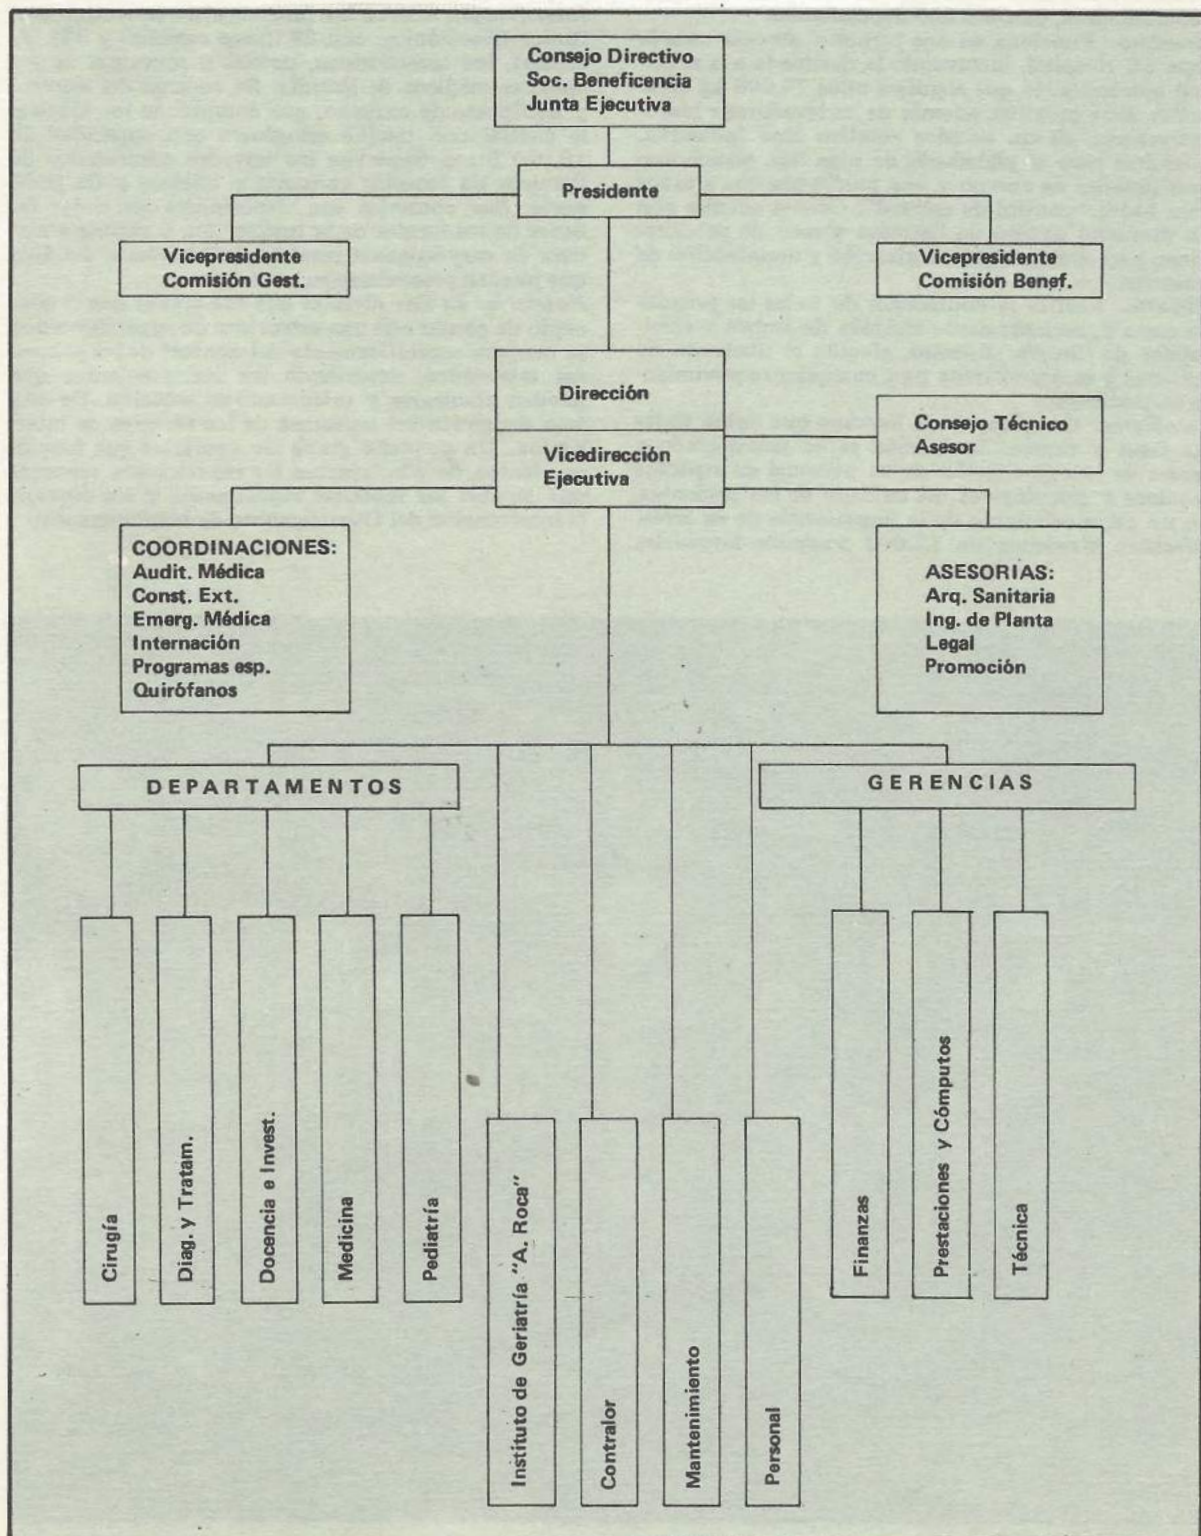 Consejo Directivo
Soc. Beneficencia
Junta Ejecutiva
Presidente
Vicepresidente
Comisión Gest.
Vicepresidente
Comisión Benef.
Dirección
Vicedirección
Ejecutiva
Consejo Técnico
Asesor
COORDINACIONES:
Audit. Médica
Const. Ext.
Emerg. Médica
Internación
Programas esp.
Quirófanos
ASESORIAS:
Arq. Sanitaria
Ing. de Planta
Legal
Promoción
DEPARTAMENTOS
GERENCIAS
Cirugía
Diag. y Tratam.
Docencia e Invest.
Medicina
Pediatría
Instituto de Geriatría "A. Roca"
Contralor
Mantenimiento
Personal
Finanzas
Prestaciones y Cómputos
Técnica